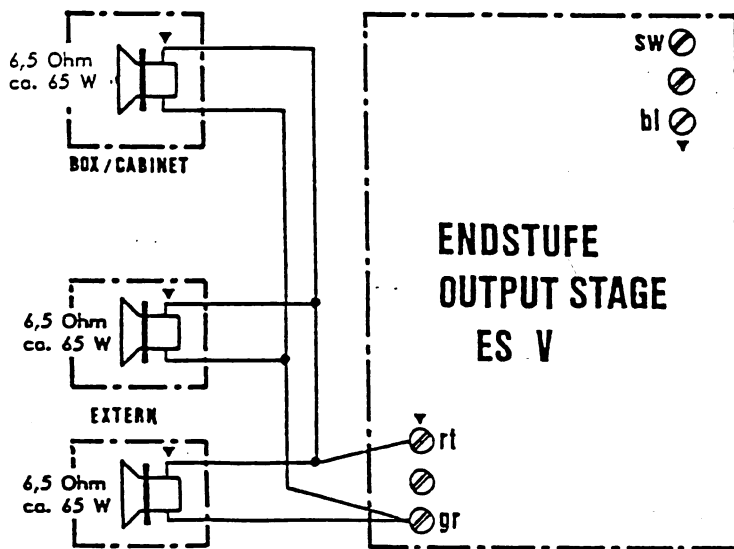 6,5 Ohm
ca. 65 W
BOX/CABINET
6,5 Ohm
ca. 65 W
EXTERN
6,5 Ohm
ca. 65 W
sw
bl
ENDSTUFE
OUTPUT STAGE
ES V
rt
gr